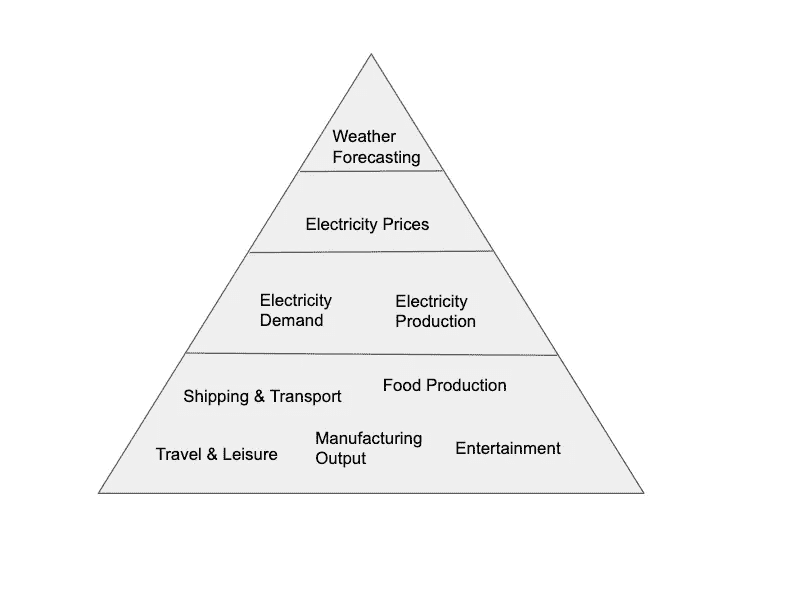 Weather
Forecasting
Electricity Prices
Electricity
Demand
Electricity
Production
Shipping & Transport
Food Production
Travel & Leisure
Manufacturing
Output
Entertainment